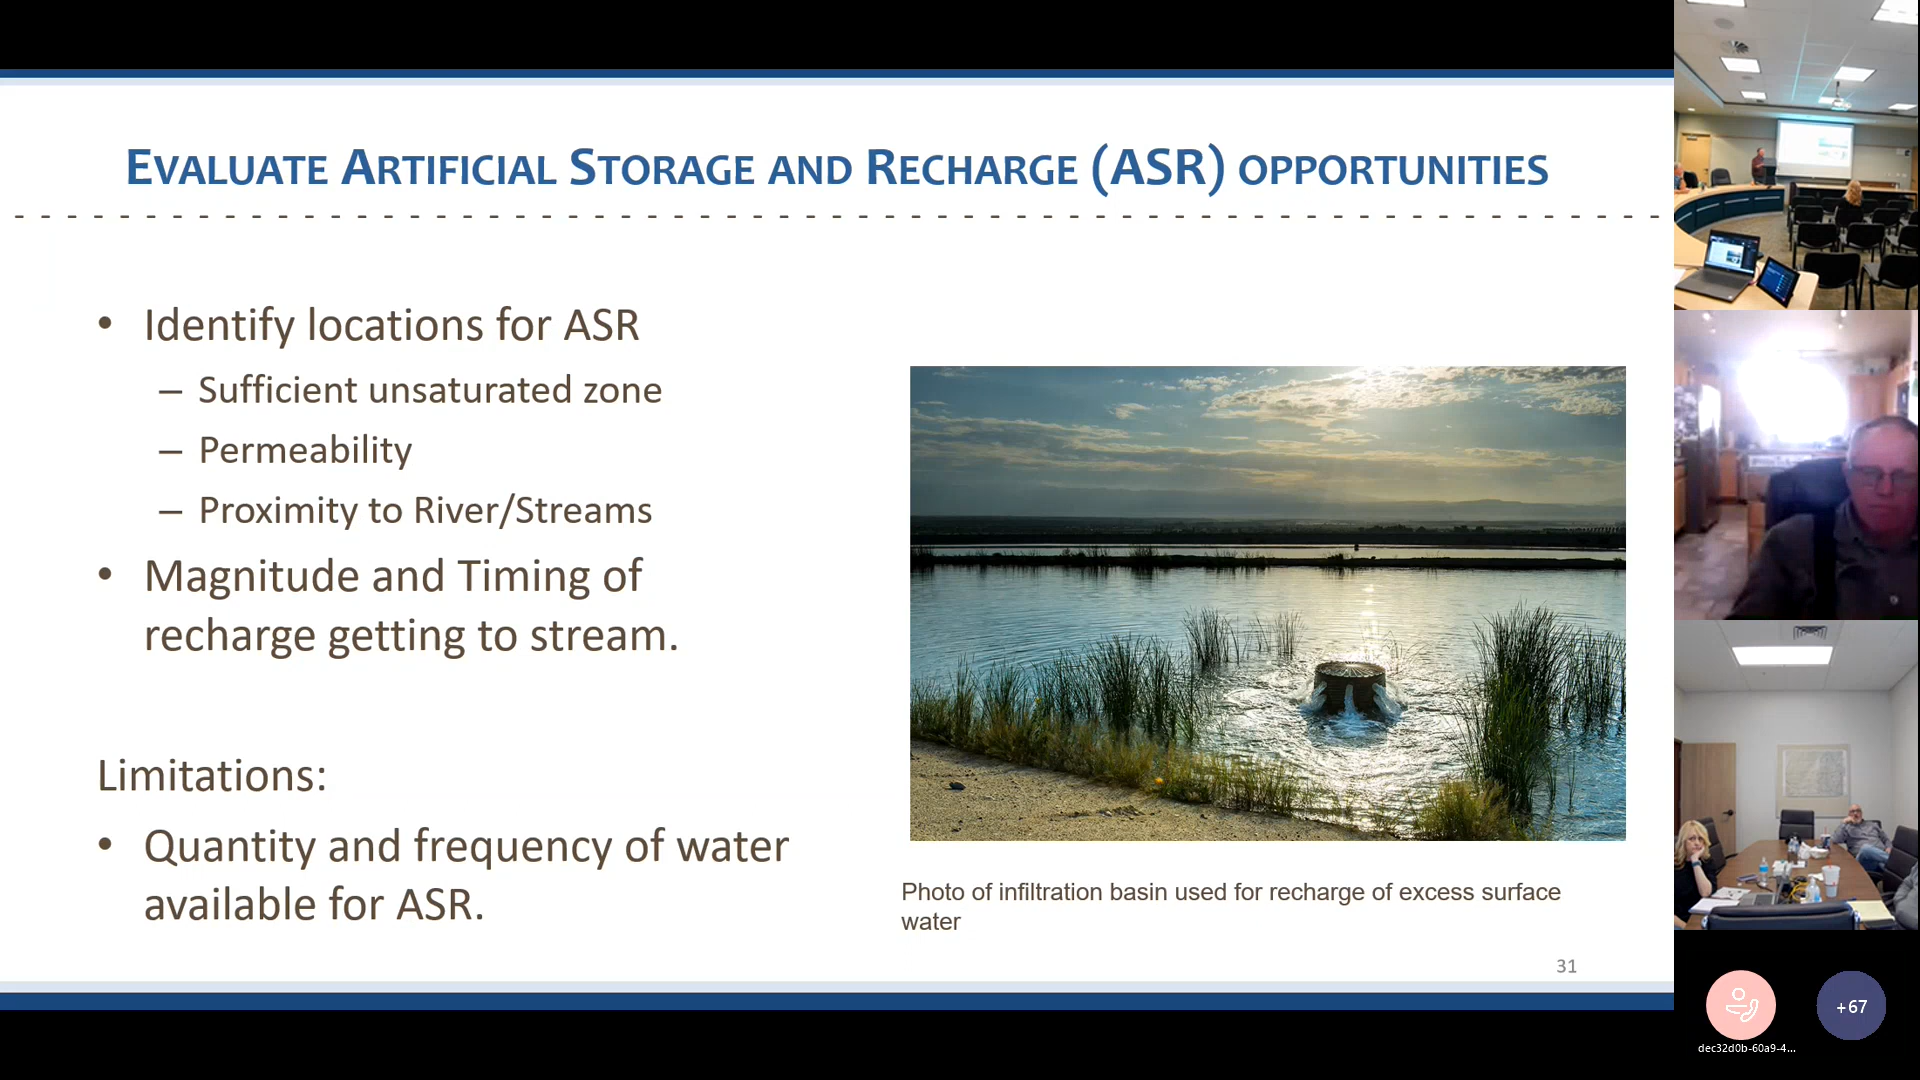 EVALUATE ARTIFICIAL STORAGE AND RECHARGE (ASR) OPPORTUNITIES
• Identify locations for ASR
– Sufficient unsaturated zone
– Permeability
– Proximity to River/Streams
• Magnitude and Timing of
recharge getting to stream.
Limitations:
• Quantity and frequency of water
available for ASR.
Photo of infiltration basin used for recharge of excess surface
water
31
+67
dec32d0b-60a9-4...